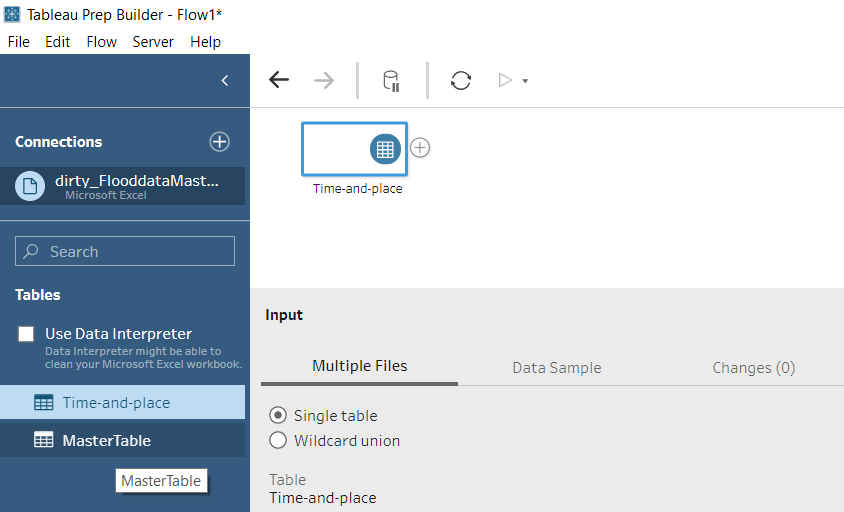 Tableau Prep Builder - Flow1*
File Edit Flow Server Help
Connections
dirty_FlooddataMast...
Microsoft Excel
Time-and-place
Search
Tables
Use Data Interpreter
Data Interpreter might be able to
clean your Microsoft Excel workbook.
Time-and-place
MasterTable
MasterTable
Input
Multiple Files Data Sample Changes (0)
Single table
Wildcard union
Table
Time-and-place